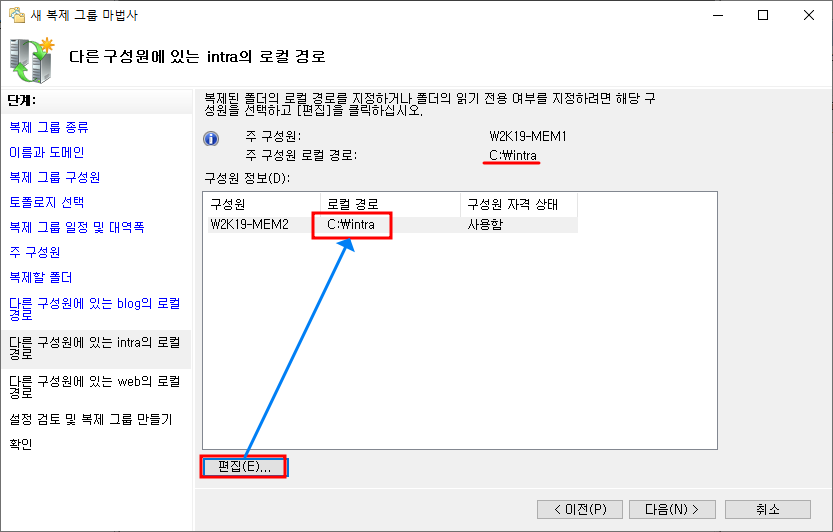 새 복제 그룹 마법사
다른 구성원에 있는 intra의 로컬 경로
단계:
복제 그룹 종류
이름과 도메인
복제 그룹 구성원
토폴로지 선택
복제 그룹 일정 및 대역폭
주 구성원
복제할 폴더
다른 구성원에 있는 blog의 로컬
경로
다른 구성원에 있는 intra의 로컬
경로
다른 구성원에 있는 web의 로컬
경로
설정 검토 및 복제 그룹 만들기
확인
복제된 폴더의 로컬 경로를 지정하거나 폴더의 읽기 전용 여부를 지정하려면 해당 구
성원을 선택하고 [편집]을 클릭하십시오.
주 구성원: W2K19-MEM1
주 구성원 로컬 경로: C:₩intra
구성원 정보(D):
구성원 로컬 경로 구성원 자격 상태
W2K19-MEM2 C:₩intra 사용함
편집(E)...
< 이전(P) 다음(N) > 취소